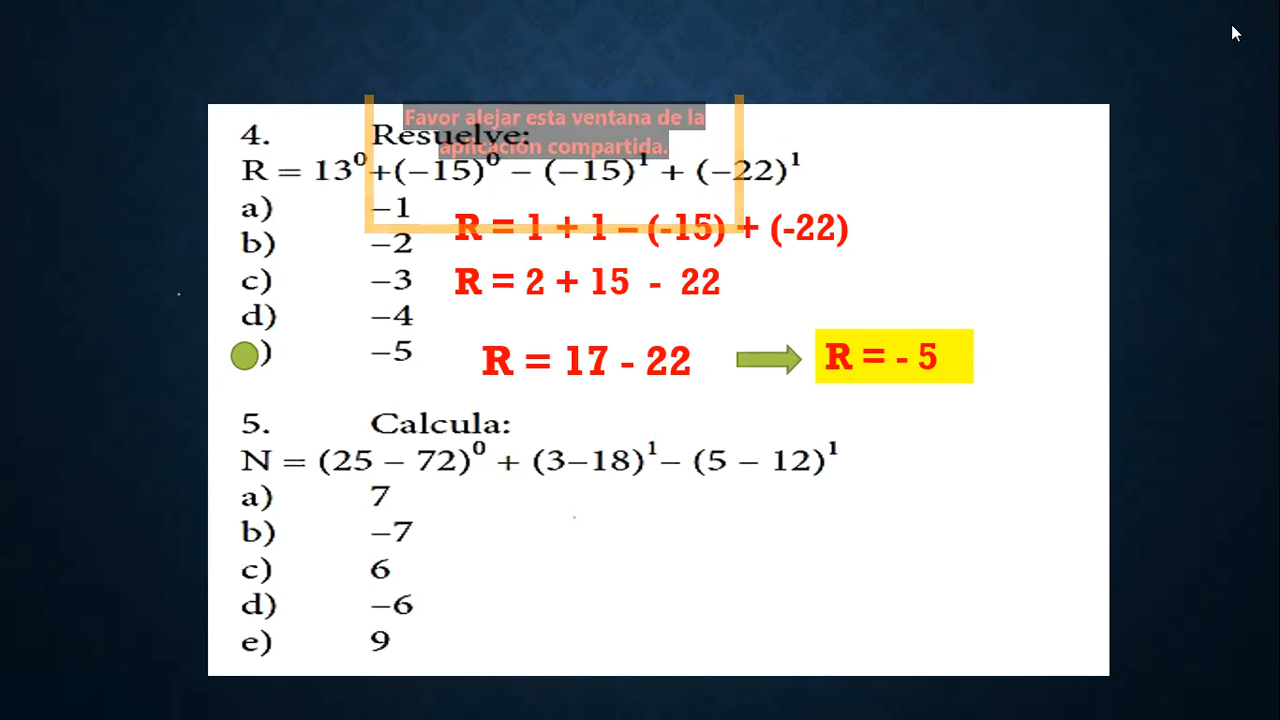 Favor alejar esta ventana de la
aplicación compartida.
4. Resuelve:
R = 13⁰+(−15)⁰ − (−15)¹ + (−22)¹
a) −1
b) −2
c) −3
d) −4
) −5
R = 1 + 1 – (-15) + (-22)
R = 2 + 15 - 22
R = 17 - 22
R = - 5
5. Calcula:
N = (25 − 72)⁰ + (3−18)¹− (5 − 12)¹
a) 7
b) −7
c) 6
d) −6
e) 9